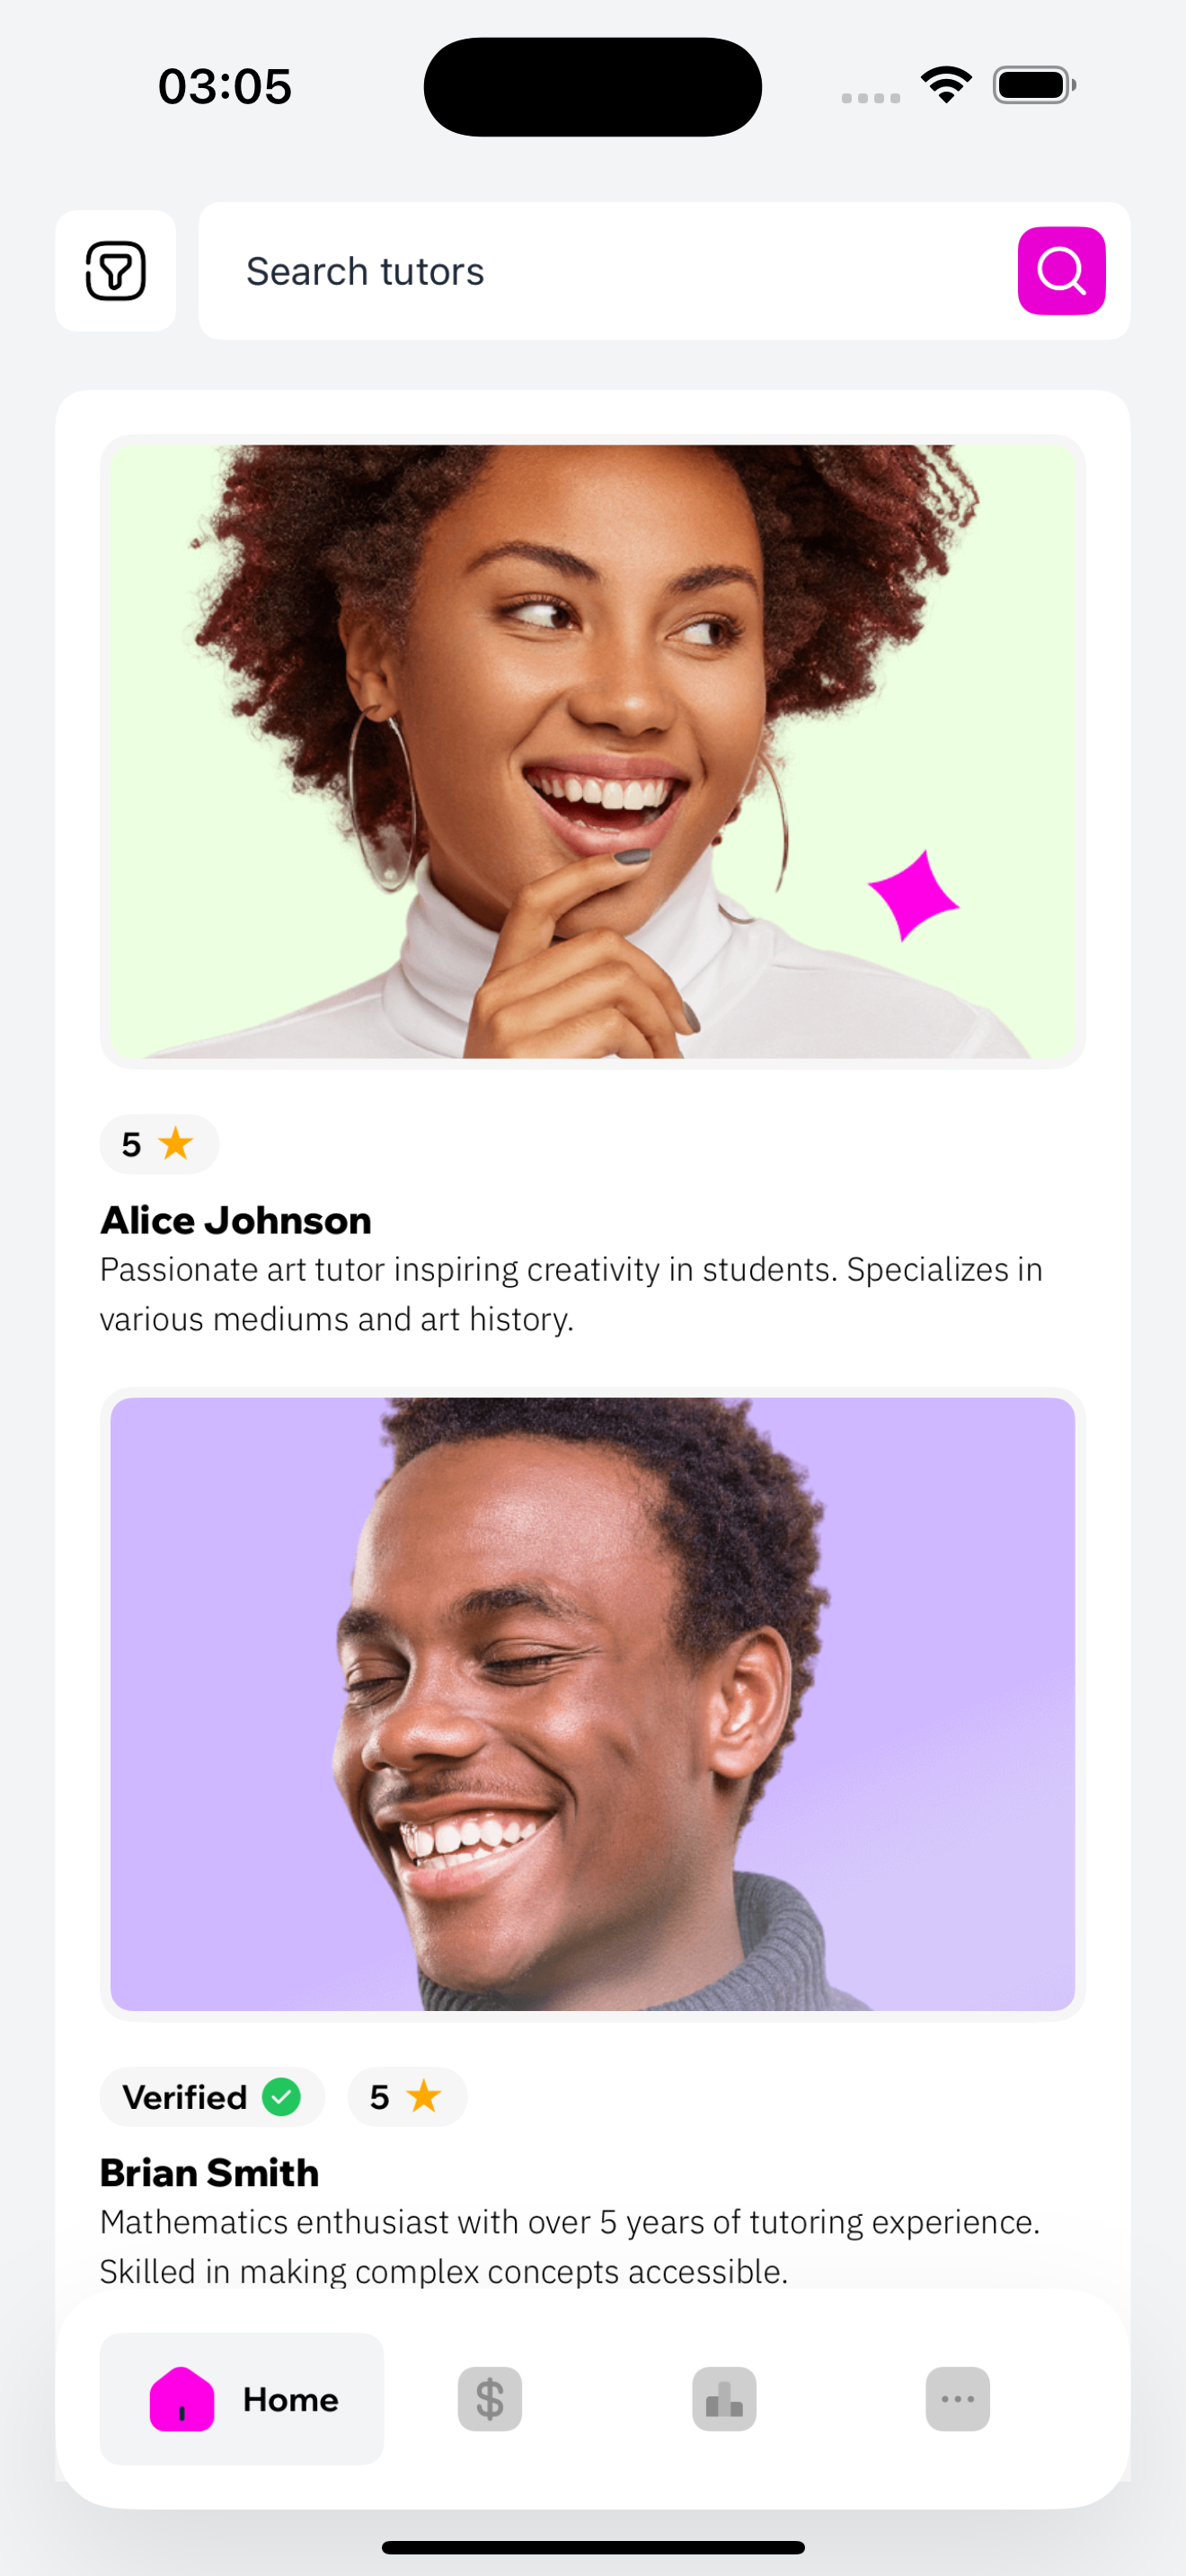 03:05
Search tutors
5
Alice Johnson
Passionate art tutor inspiring creativity in students. Specializes in
various mediums and art history.
Verified 5
Brian Smith
Mathematics enthusiast with over 5 years of tutoring experience.
Skilled in making complex concepts accessible.
Home